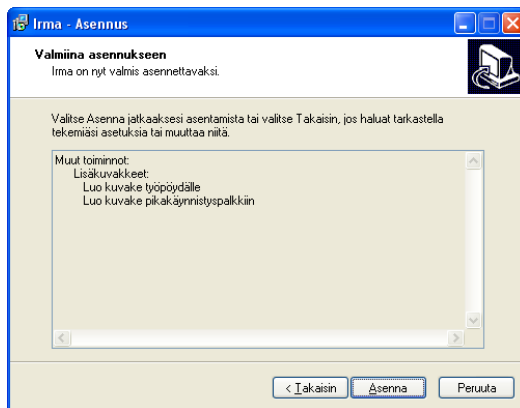 Irma - Asennus
Valmiina asennukseen
Irma on nyt valmis asennettavaksi.
Valitse Asenna jatkaaksesi asentamista tai valitse Takaisin, jos haluat tarkastella
tekemiäsi asetuksia tai muuttaa niitä.
Muut toiminnot:
Lisäkuvakkeet:
Luo kuvake työpöydälle
Luo kuvake pikakäynnistyspalkkiin
< Takaisin
Asenna
Peruuta